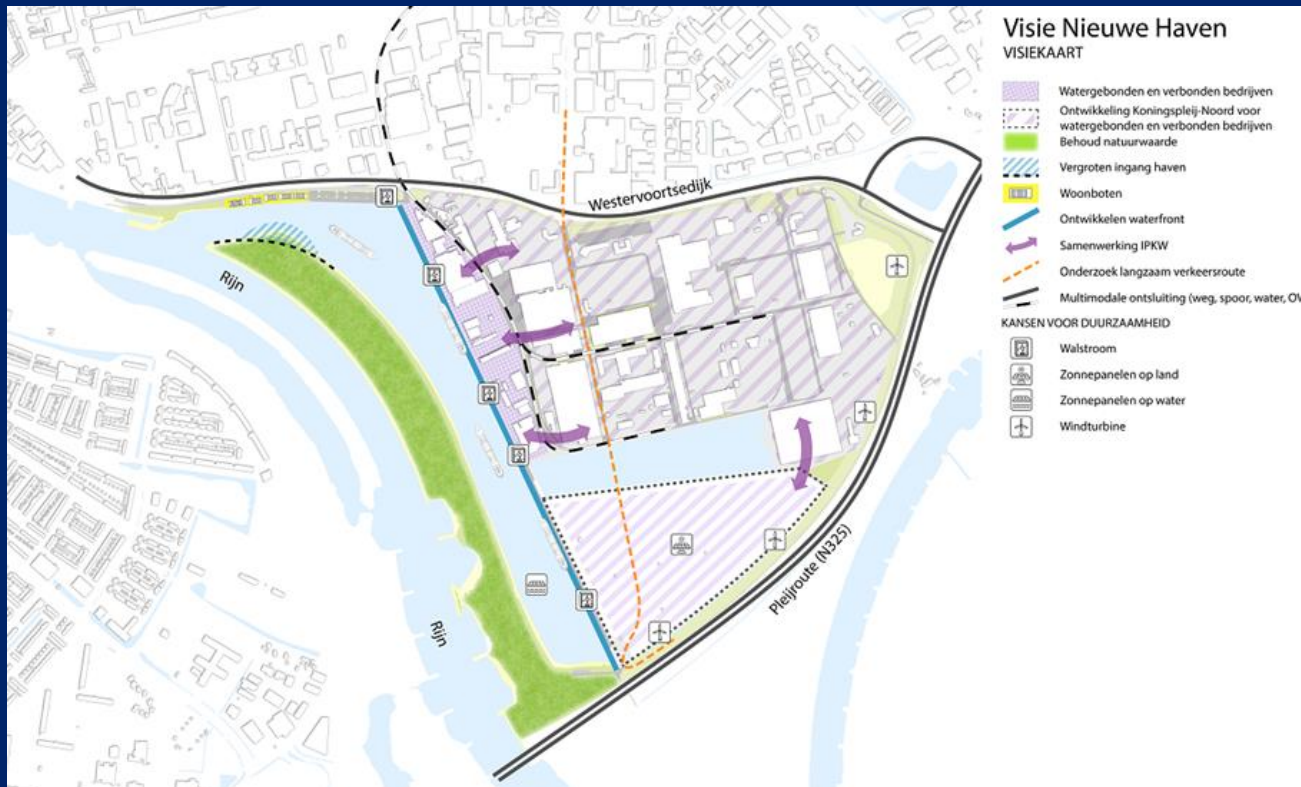 Visie Nieuwe Haven
VISIEKAART
Watergebonden en verbonden bedrijven
Ontwikkeling Koningspleij-Noord voor
watergebonden en verbonden bedrijven
Behoud natuurwaarde
Vergroten ingang haven
Woonboten
Ontwikkelen waterfront
Samenwerking IPKW
Onderzoek langzaam verkeersroute
Multimodale ontsluiting (weg, spoor, water, OV
KANSEN VOOR DUURZAAMHEID
Walstroom
Zonnepanelen op land
Zonnepanelen op water
Windturbine
Westervoortsedijk
Rijn
Rijn
Pleijroute (N325)